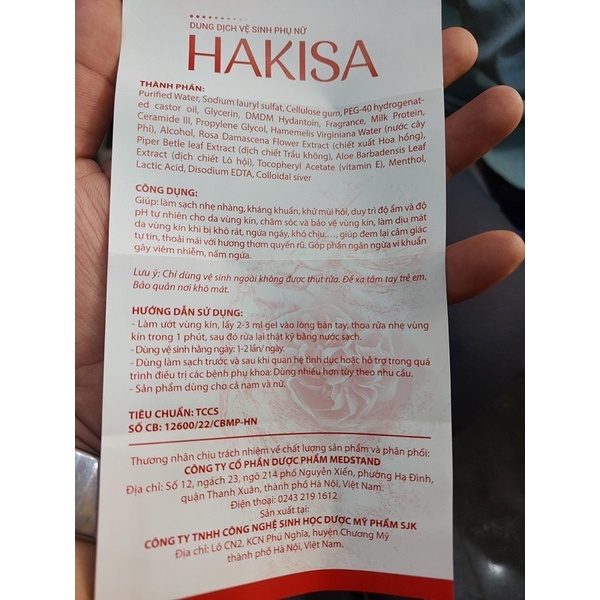 DUNG DỊCH VỆ SINH PHỤ NỮ
HAKISA
THÀNH PHẦN:
Purified Water, Sodium lauryl sulfat, Cellulose gum, PEG-40 hydrogenat-
ed castor oil, Glycerin, DMDM Hydantoin, Fragrance, Milk Protein,
Ceramide III, Propylene Glycol, Hamemelis Virginiana Water (nước cây
Phỉ), Alcohol, Rosa Damascena Flower Extract (chiết xuất Hoa hồng),
Piper Betle leaf Extract (dịch chiết Trầu không), Aloe Barbadensis Leaf
Extract (dịch chiết Lô hội), Tocopheryl Acetate (vitamin E), Menthol,
Lactic Acid, Disodium EDTA, Colloidal siver
CÔNG DỤNG:
Giúp: làm sạch nhẹ nhàng, kháng khuẩn, khử mùi hôi, duy trì độ ẩm và độ
pH tự nhiên cho da vùng kín, chăm sóc và bảo vệ vùng kín, làm dịu mát
da vùng kín khi bị khô rát, ngứa ngáy, khó chịu,..., giúp đem lại cảm giác
tự tin, thoải mái với hương thơm quyến rũ. Góp phần ngăn ngừa vi khuẩn
gây viêm nhiễm, nấm ngứa.
Lưu ý: Chỉ dùng vệ sinh ngoài không được thụt rửa. Để xa tầm tay trẻ em.
Bảo quản nơi khô mát.
HƯỚNG DẪN SỬ DỤNG:
- Làm ướt vùng kín, lấy 2-3 ml gel vào lòng bàn tay, thoa rửa nhẹ vùng
kín trong 1 phút, sau đó rửa lại thật kỹ bằng nước sạch.
- Dùng vệ sinh hằng ngày: 1-2 lần/ ngày.
- Dùng làm sạch trước và sau khi quan hệ tình dục hoặc hỗ trợ trong quá
trình điều trị các bệnh phụ khoa: Dùng nhiều hơn tùy theo nhu cầu.
- Sản phẩm dùng cho cả nam và nữ.
TIÊU CHUẨN: TCCS
SỐ CB: 12600/22/CBMP-HN
Thương nhân chịu trách nhiệm về chất lượng sản phẩm và phân phối:
CÔNG TY CỔ PHẦN DƯỢC PHẨM MEDSTAND
Địa chỉ: Số 12, ngách 23, ngõ 214 phố Nguyễn Xiển, phường Hạ Đình,
quận Thanh Xuân, thành phố Hà Nội, Việt Nam.
Điện thoại: 0243 219 1612
Sản xuất tại:
CÔNG TY TNHH CÔNG NGHỆ SINH HỌC DƯỢC MỸ PHẨM SJK
Địa chỉ: Lô CN2, KCN Phú Nghĩa, huyện Chương Mỹ
thành phố Hà Nội, Việt Nam.